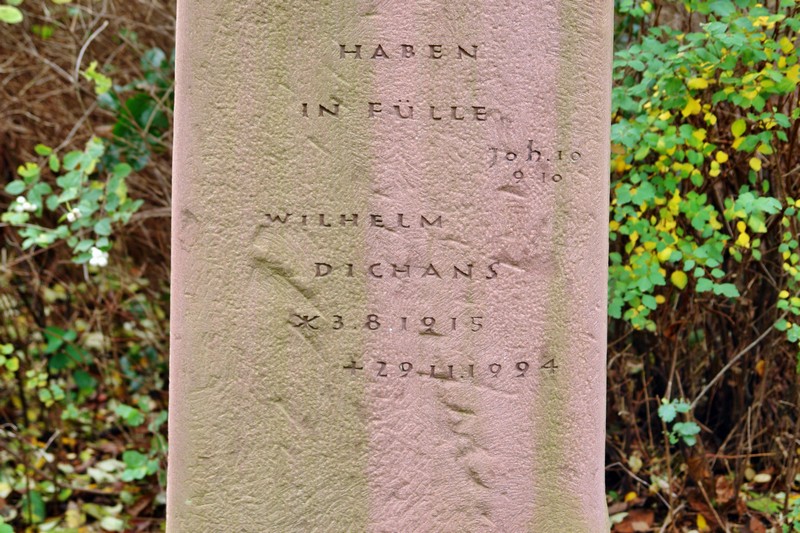 HABEN
IN FÜLLE
Joh.10
9 10
WILHELM
DICHANS
* 3.8.1915
+29.11.1994